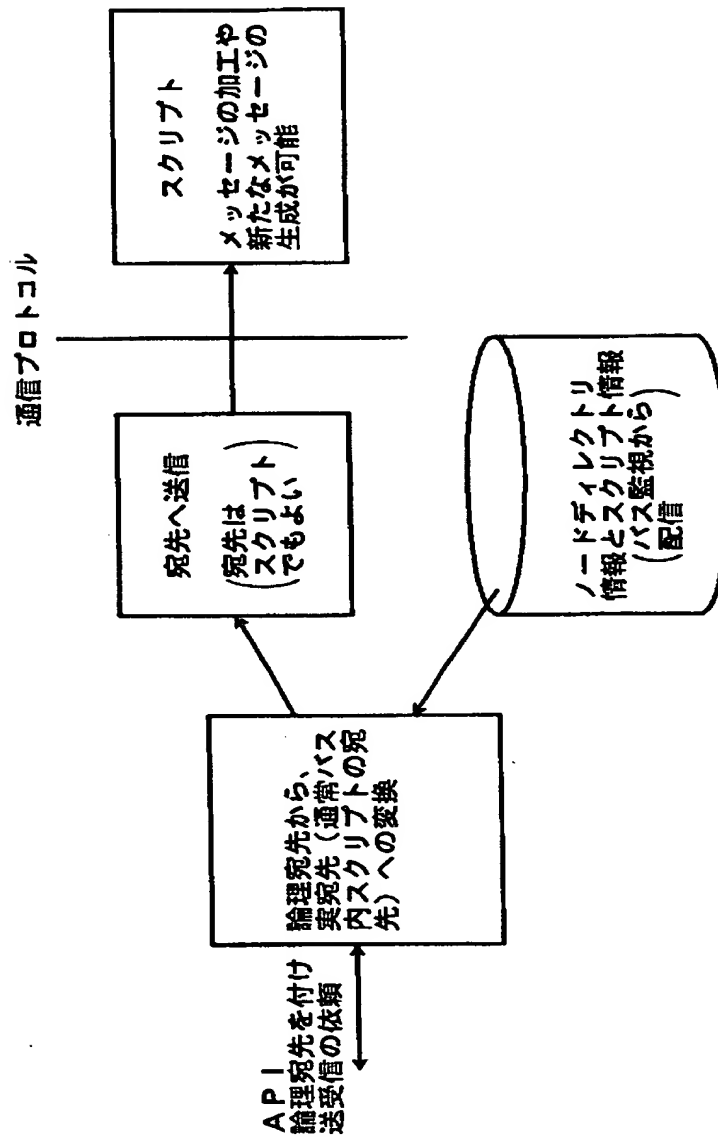 API
論理宛先を付け
送受信の依頼
論理宛先から、
実宛先(通常バス
内スクリプトの宛
先)への変換
宛先へ送信
(宛先は
スクリプト
でもよい)
ノードディレクトリ
情報とスクリプト情報
(バス監視から
配信)
通信プロトコル
スクリプト
メッセージの加工や
新たなメッセージの
生成が可能